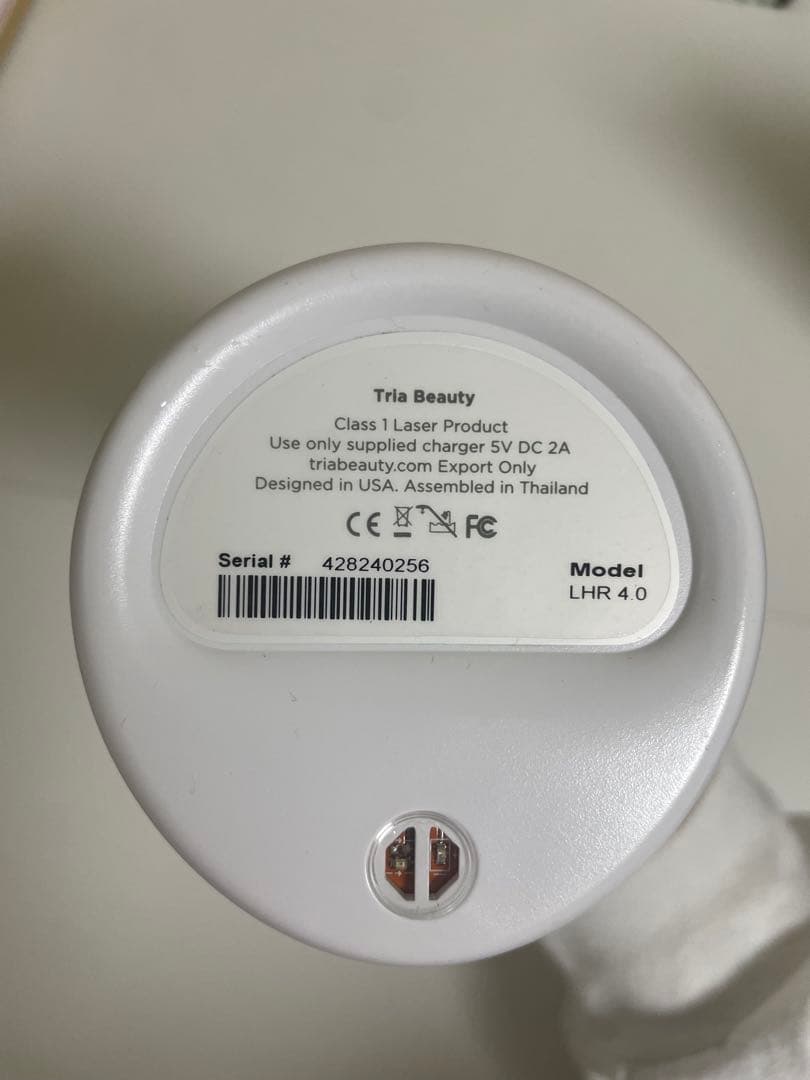 Tria Beauty
Class 1 Laser Product
Use only supplied charger 5V DC 2A
triabeauty.com Export Only
Designed in USA. Assembled in Thailand
CE FC
Serial # 428240256
Model
LHR 4.0